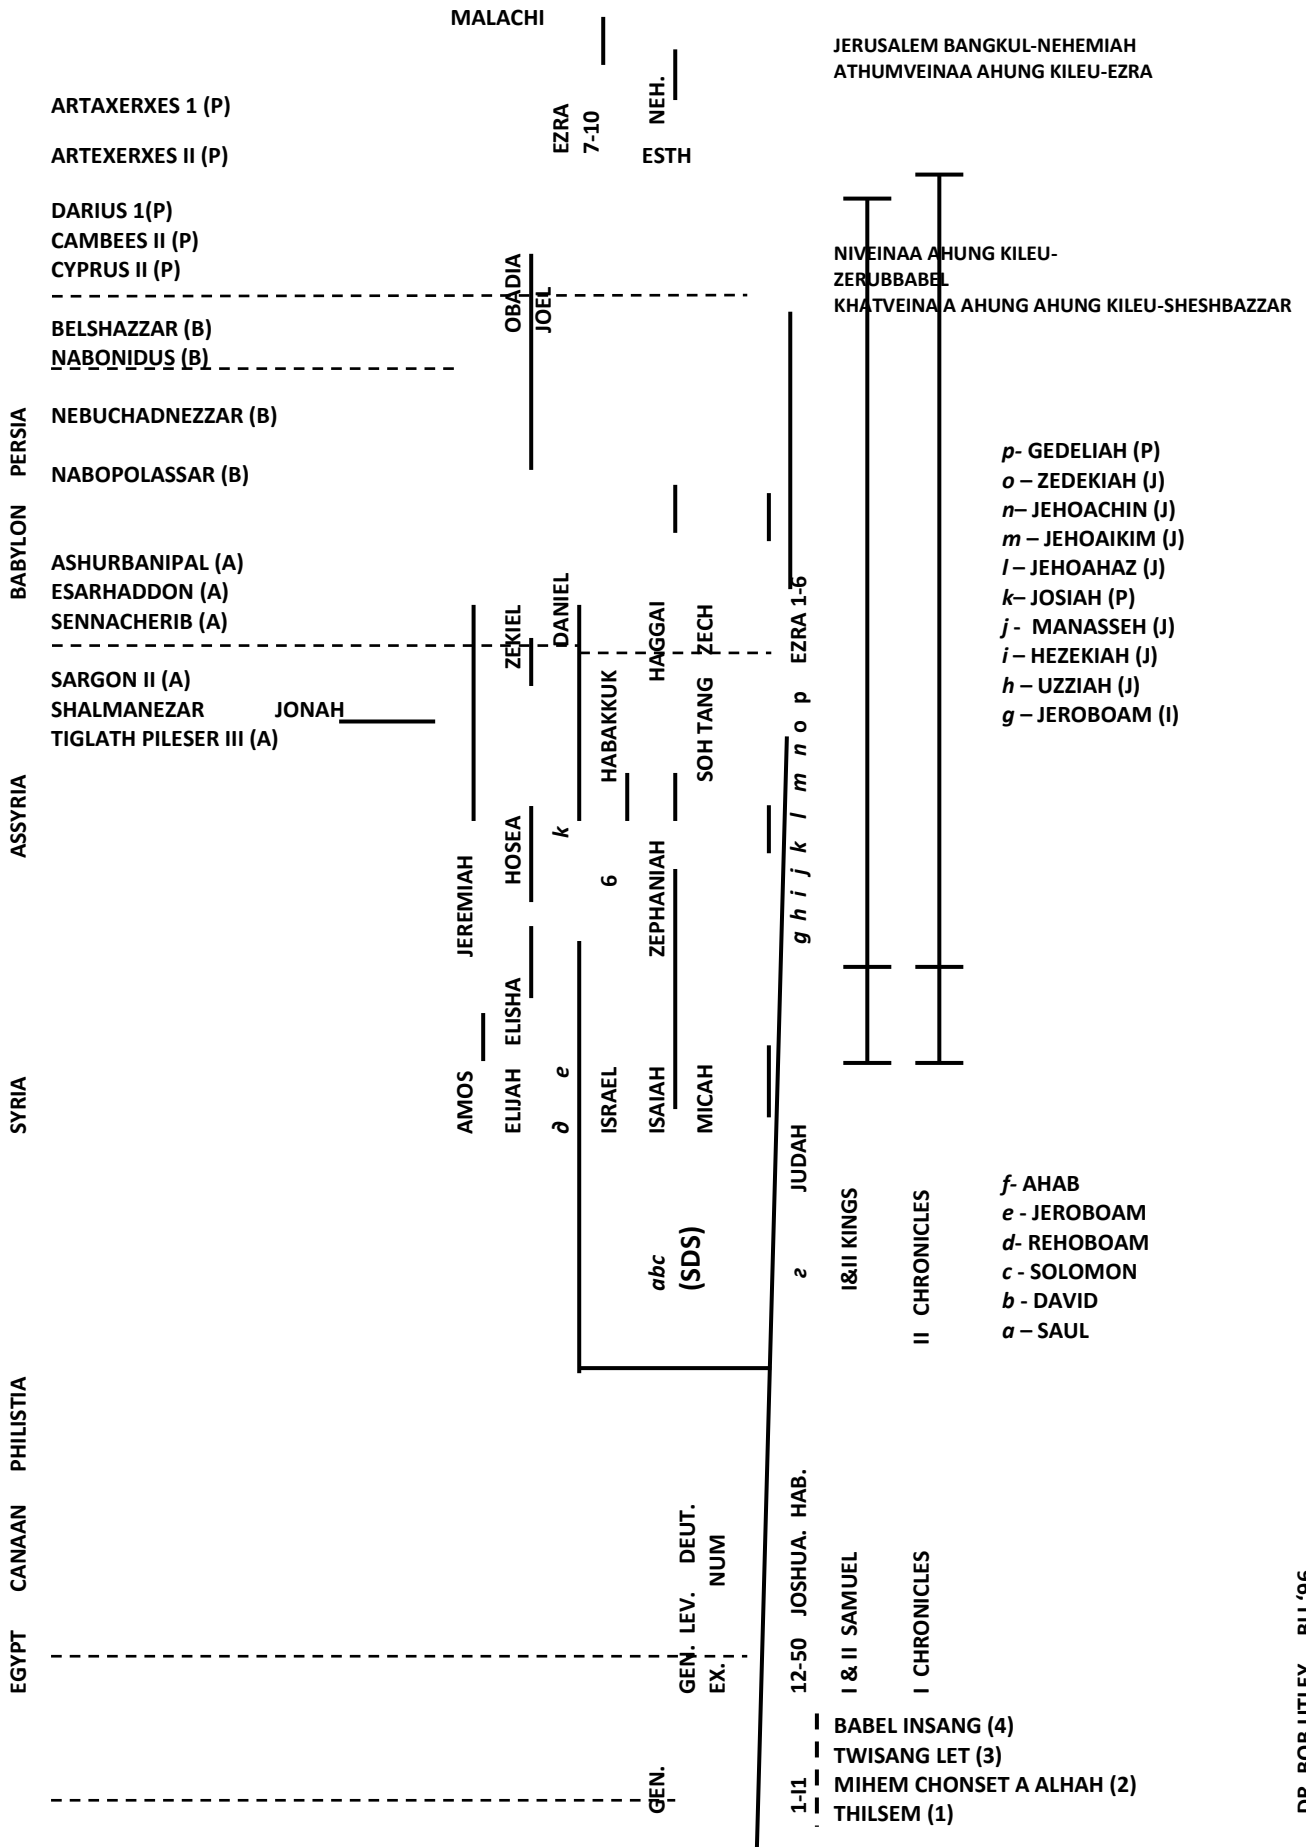 MALACHI
JERUSALEM BANGKUL-NEHEMIAH
ATHUMVEINAA AHUNG KILEU-EZRA
ARTAXERXES 1 (P)
EZRA
7-10
NEH.
ARTEXERXES II (P)
ESTH
DARIUS 1(P)
CAMBEES II (P)
CYPRUS II (P)
OBADIA
JOEL
NIVEINAA AHUNG KILEU-
ZERUBBABEL
KHATVEINA A AHUNG AHUNG KILEU-SHESHBAZZAR
BELSHAZZAR (B)
NABONIDUS (B)
NEBUCHADNEZZAR (B)
NABOPOLASSAR (B)
PERSIA
BABYLON
p- GEDELIAH (P)
o – ZEDEKIAH (J)
n– JEHOACHIN (J)
m – JEHOAIKIM (J)
l – JEHOAHAZ (J)
k– JOSIAH (P)
j - MANASSEH (J)
i – HEZEKIAH (J)
h – UZZIAH (J)
g – JEROBOAM (I)
ASHURBANIPAL (A)
ESARHADDON (A)
SENNACHERIB (A)
ZEKIEL
DANIEL
HAGGAI
ZECH
EZRA 1-6
SARGON II (A)
SHALMANEZAR JONAH
TIGLATH PILESER III (A)
HABAKKUK
SOH TANG
ASSYRIA
JEREMIAH
HOSEA
k
6
ZEPHANIAH
g h i j k l m n o p
SYRIA
AMOS
ELIJAH ELISHA
∂ e
ISRAEL
ISAIAH
MICAH
JUDAH
abc
(SDS)
I&II KINGS
II CHRONICLES
f- AHAB
e - JEROBOAM
d- REHOBOAM
c - SOLOMON
b - DAVID
a – SAUL
PHILISTIA
CANAAN
EGYPT
GEN. LEV. DEUT.
EX. NUM
12-50 JOSHUA. HAB.
I & II SAMUEL
I CHRONICLES
GEN.
1-I1
BABEL INSANG (4)
TWISANG LET (3)
MIHEM CHONSET A ALHAH (2)
THILSEM (1)
DR. BOB UTLEY